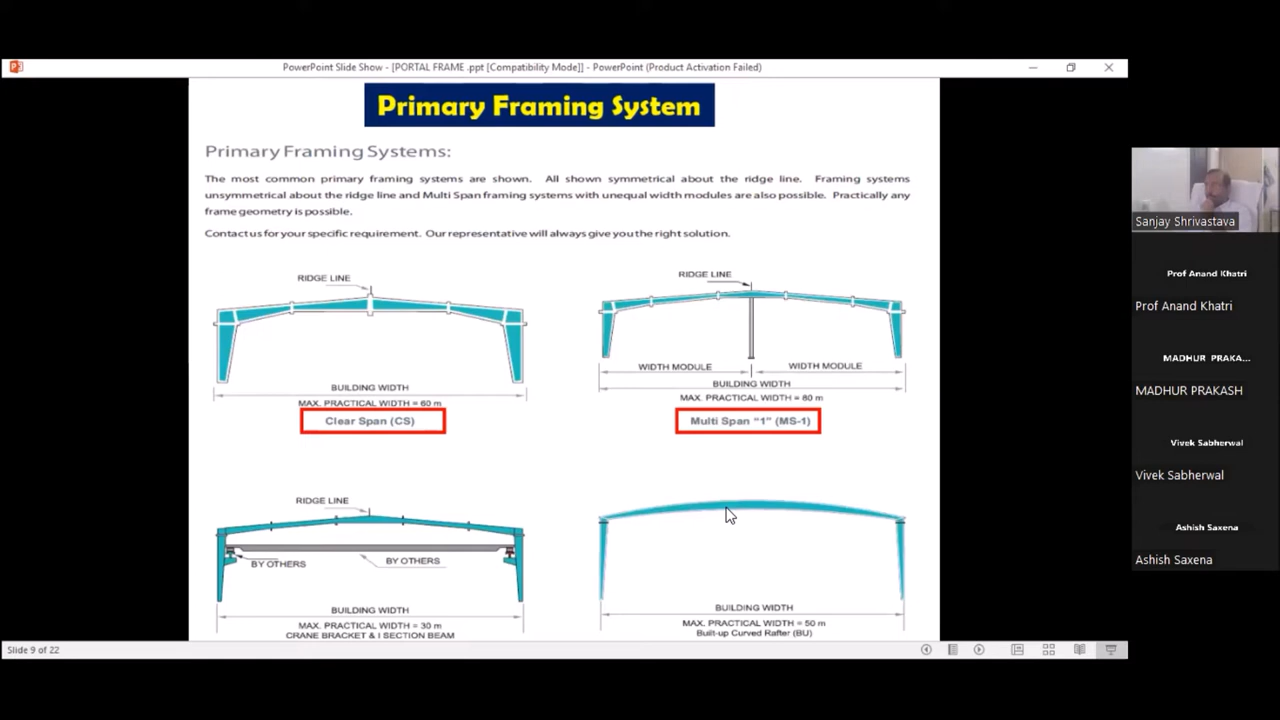 PowerPoint Slide Show - [PORTAL FRAME .ppt [Compatibility Mode]] - PowerPoint (Product Activation Failed)
Primary Framing System
Primary Framing Systems:
The most common primary framing systems are shown. All shown symmetrical about the ridge line. Framing systems
unsymmetrical about the ridge line and Multi Span framing systems with unequal width modules are also possible. Practically any
frame geometry is possible.
Contact us for your specific requirement. Our representative will always give you the right solution.
RIDGE LINE
BUILDING WIDTH
MAX. PRACTICAL WIDTH = 60 m
Clear Span (CS)
RIDGE LINE
WIDTH MODULE
WIDTH MODULE
BUILDING WIDTH
MAX. PRACTICAL WIDTH = 80 m
Multi Span "1" (MS-1)
RIDGE LINE
BY OTHERS
BY OTHERS
BUILDING WIDTH
MAX. PRACTICAL WIDTH = 30 m
CRANE BRACKET & I SECTION BEAM
BUILDING WIDTH
MAX. PRACTICAL WIDTH = 50 m
Built-up Curved Rafter (BU)
Slide 9 of 22
Sanjay Shrivastava
Prof Anand Khatri
Prof Anand Khatri
MADHUR PRAKA...
MADHUR PRAKASH
Vivek Sabherwal
Vivek Sabherwal
Ashish Saxena
Ashish Saxena